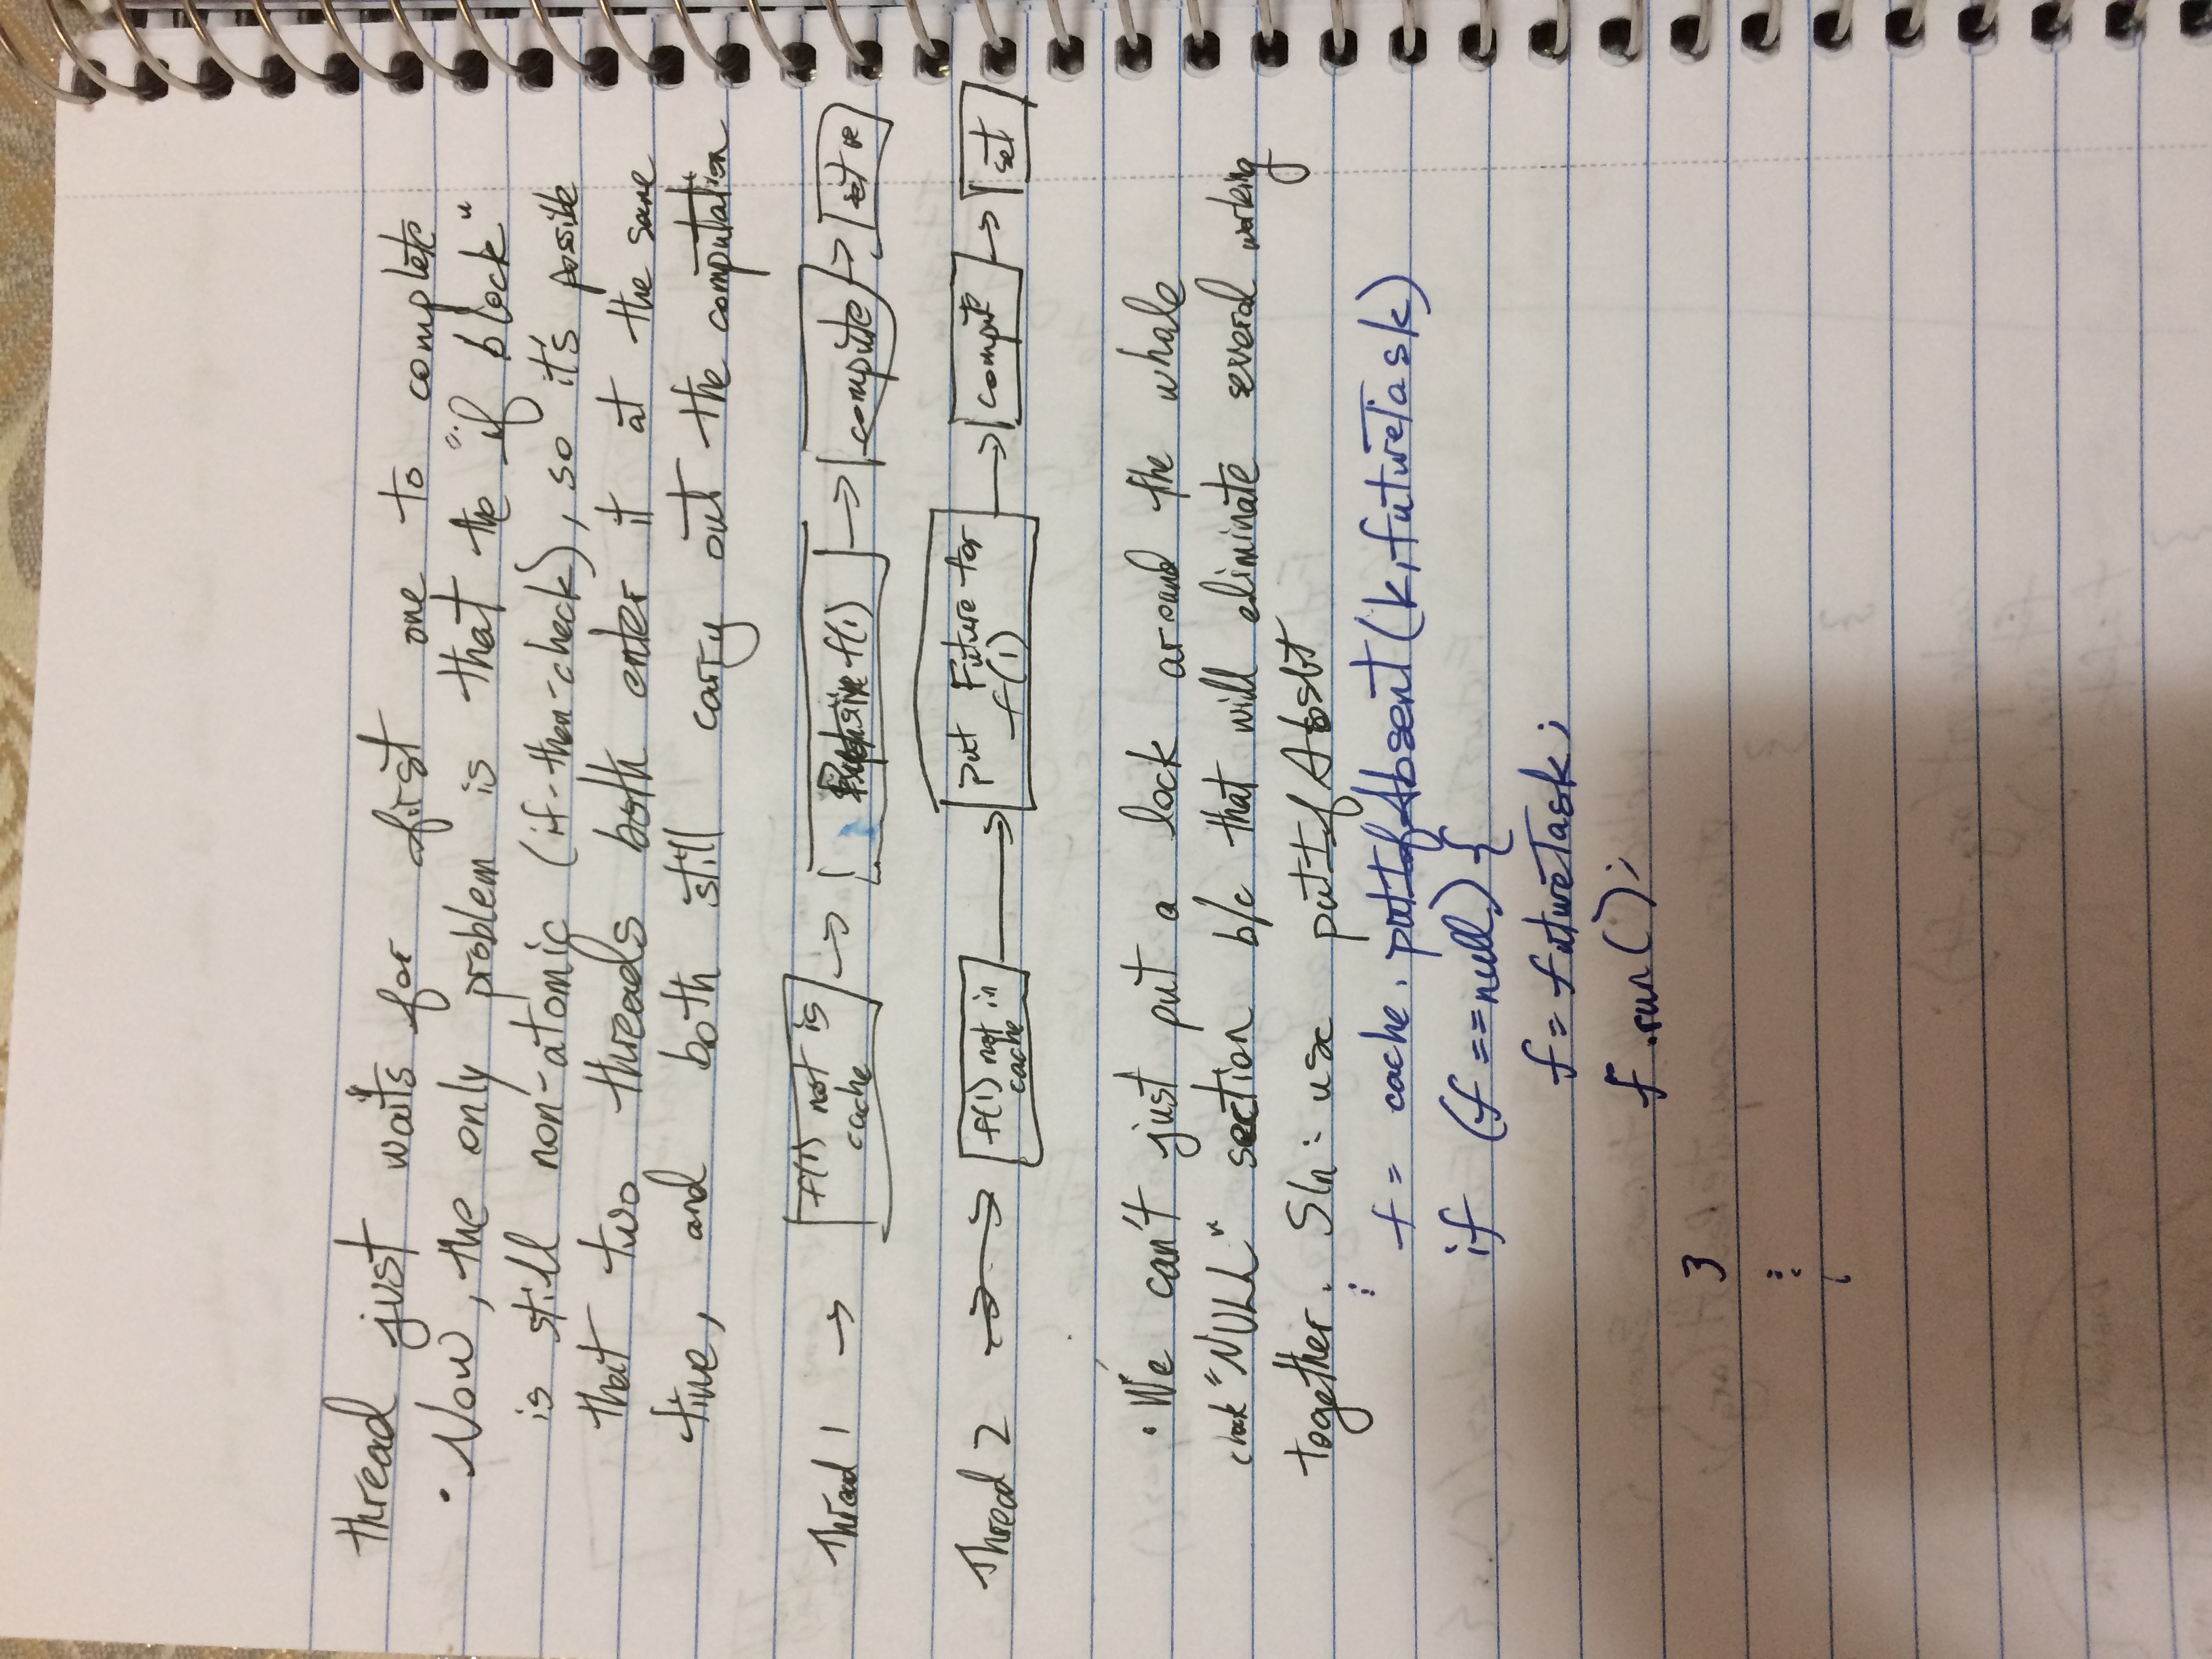 thread just waits for first one to complete
• Now, the only problem is that the "if block"
is still non-atomic (if-then-check), so it's possible
that two threads both enter it at the same
time, and both still carry out the computation
Thread 1 → f(1) not is → f(1) → compute → set
cache
Thread 2 → f(1) not in → put Future for → compute → set
cache f(1)
• We can't just put a lock around the whole
check "NULL" section b/c that will eliminate several working
together. Sln: use putIfAbsbt
⋮
f = cache.putIfAbsent(k, futureTask)
if (f == null) {
f = futureTask;
f.run();
}
⋮